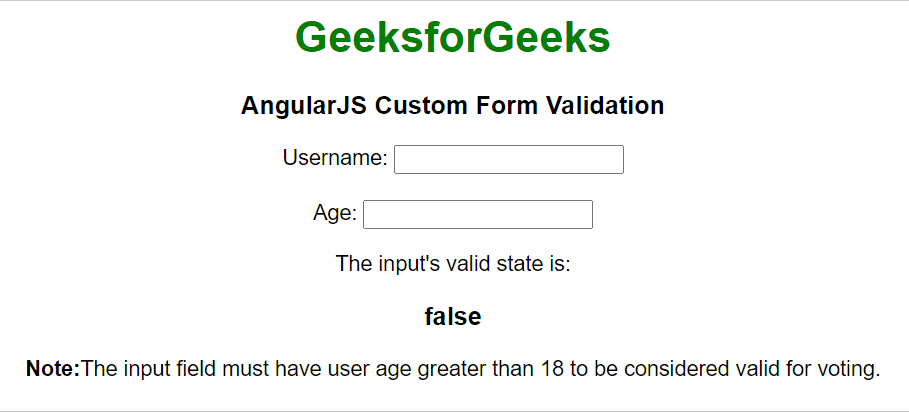 GeeksforGeeks
AngularJS Custom Form Validation
Username:
Age:
The input's valid state is:
false
Note:The input field must have user age greater than 18 to be considered valid for voting.